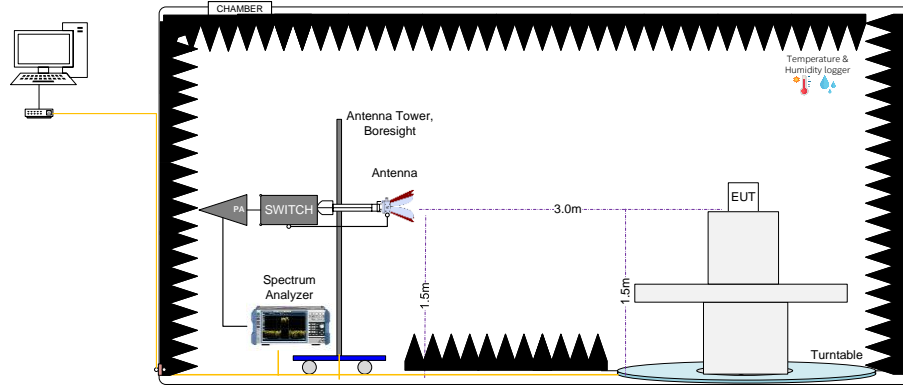 CHAMBER
Temperature &
Humidity logger
Antenna Tower,
Boresight
Antenna
PA
SWITCH
3.0m
EUT
Spectrum
Analyzer
1.5m
1.5m
Turntable